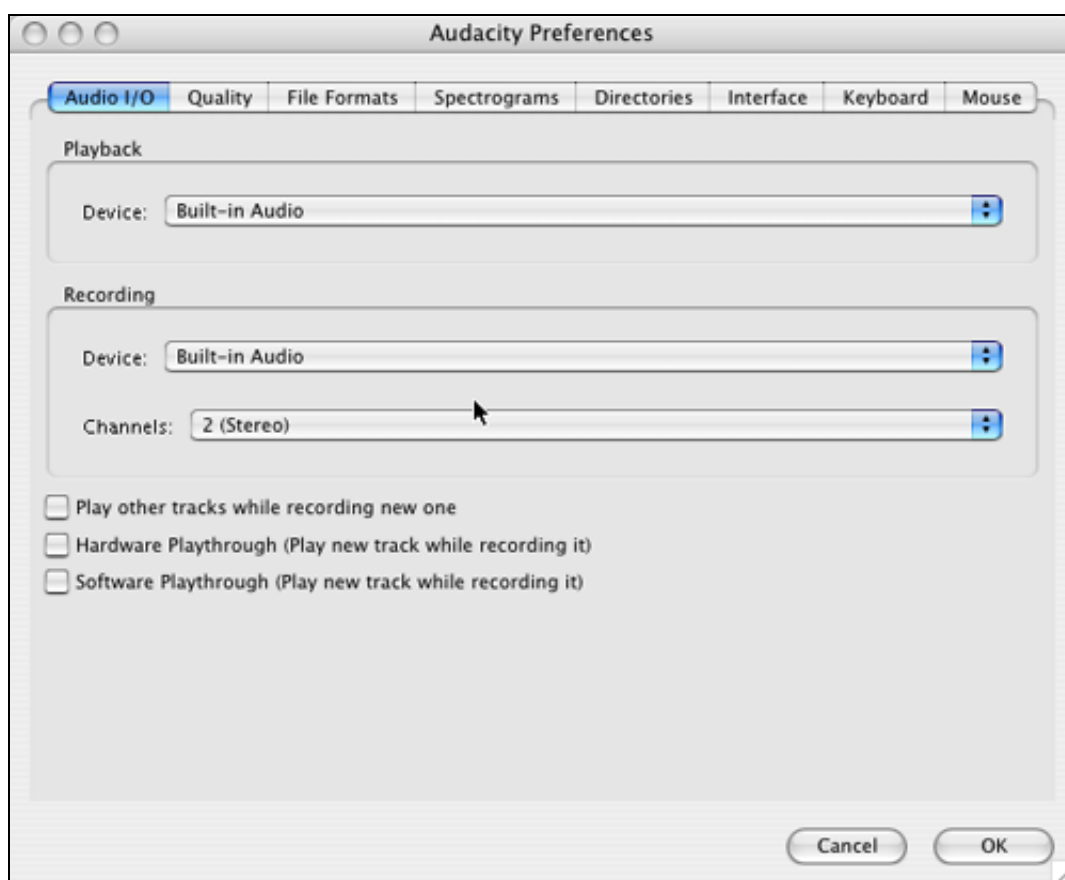 Audacity Preferences
Audio I/O Quality File Formats Spectrograms Directories Interface Keyboard Mouse
Playback
Device: Built-in Audio
Recording
Device: Built-in Audio
Channels: 2 (Stereo)
Play other tracks while recording new one
Hardware Playthrough (Play new track while recording it)
Software Playthrough (Play new track while recording it)
Cancel OK